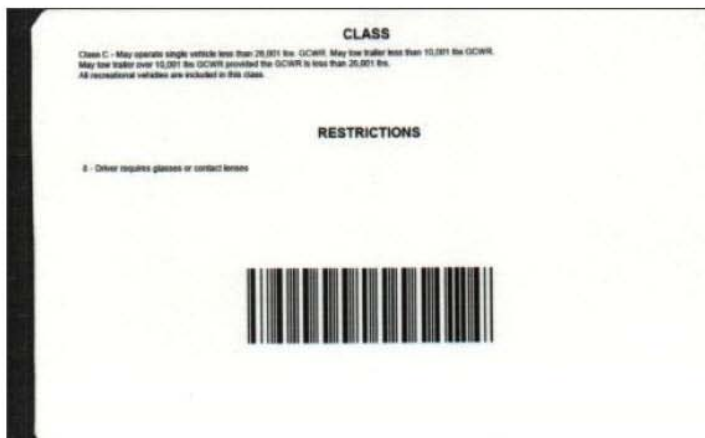 CLASS
Class C - May operate single vehicle less than 26,001 lbs. GCWR. May tow trailer less than 10,001 lbs GCWR.
May tow trailer over 10,001 lbs GCWR provided the GCWR is less than 26,001 lbs.
All recreational vehicles are included in this class.
RESTRICTIONS
- Driver requires glasses or contact lenses